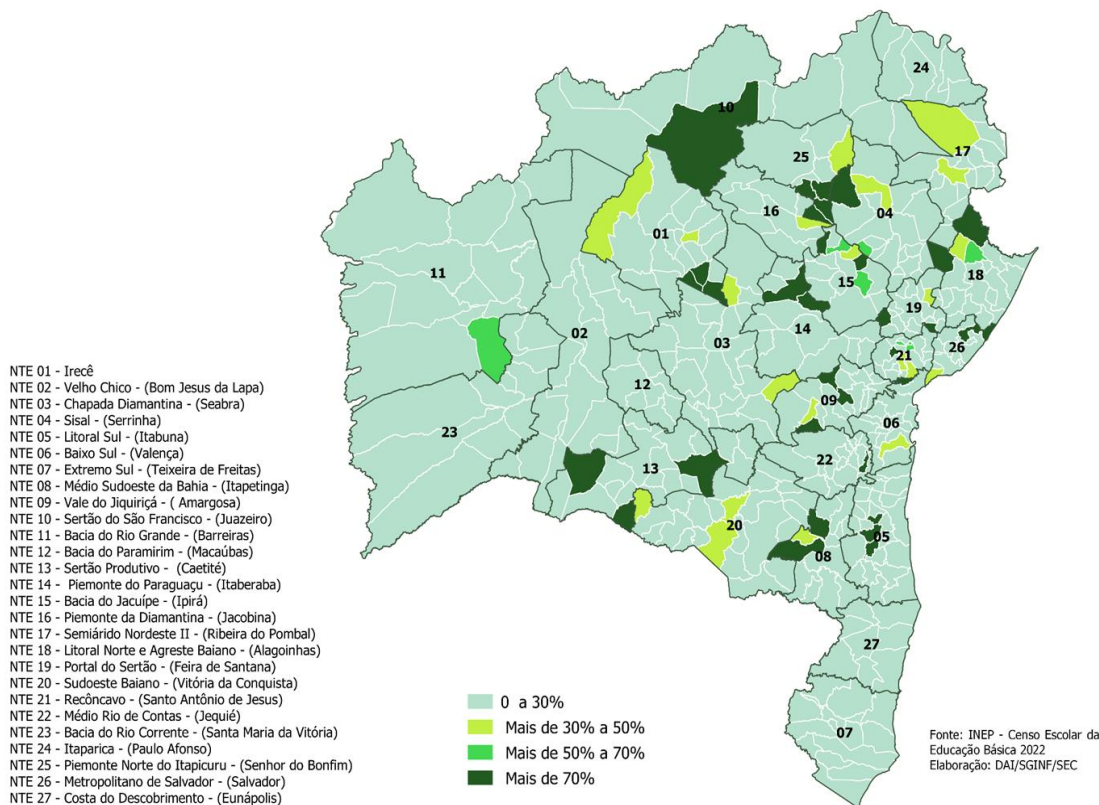 24
10
17
25
16
04
01
18
11
15
19
02
14
26
03
21
12
09
06
23
22
13
20
05
08
27
07
NTE 01 - Irecê
NTE 02 - Velho Chico - (Bom Jesus da Lapa)
NTE 03 - Chapada Diamantina - (Seabra)
NTE 04 - Sisal - (Serrinha)
NTE 05 - Litoral Sul - (Itabuna)
NTE 06 - Baixo Sul - (Valença)
NTE 07 - Extremo Sul - (Teixeira de Freitas)
NTE 08 - Médio Sudoeste da Bahia - (Itapetinga)
NTE 09 - Vale do Jiquiriçá - ( Amargosa)
NTE 10 - Sertão do São Francisco - (Juazeiro)
NTE 11 - Bacia do Rio Grande - (Barreiras)
NTE 12 - Bacia do Paramirim - (Macaúbas)
NTE 13 - Sertão Produtivo - (Caetité)
NTE 14 - Piemonte do Paraguaçu - (Itaberaba)
NTE 15 - Bacia do Jacuípe - (Ipirá)
NTE 16 - Piemonte da Diamantina - (Jacobina)
NTE 17 - Semiárido Nordeste II - (Ribeira do Pombal)
NTE 18 - Litoral Norte e Agreste Baiano - (Alagoinhas)
NTE 19 - Portal do Sertão - (Feira de Santana)
NTE 20 - Sudoeste Baiano - (Vitória da Conquista)
NTE 21 - Recôncavo - (Santo Antônio de Jesus)
NTE 22 - Médio Rio de Contas - (Jequié)
NTE 23 - Bacia do Rio Corrente - (Santa Maria da Vitória)
NTE 24 - Itaparica - (Paulo Afonso)
NTE 25 - Piemonte Norte do Itapicuru - (Senhor do Bonfim)
NTE 26 - Metropolitano de Salvador - (Salvador)
NTE 27 - Costa do Descobrimento - (Eunápolis)
0 a 30%
Mais de 30% a 50%
Mais de 50% a 70%
Mais de 70%
Fonte: INEP - Censo Escolar da
Educação Básica 2022
Elaboração: DAI/SGINF/SEC